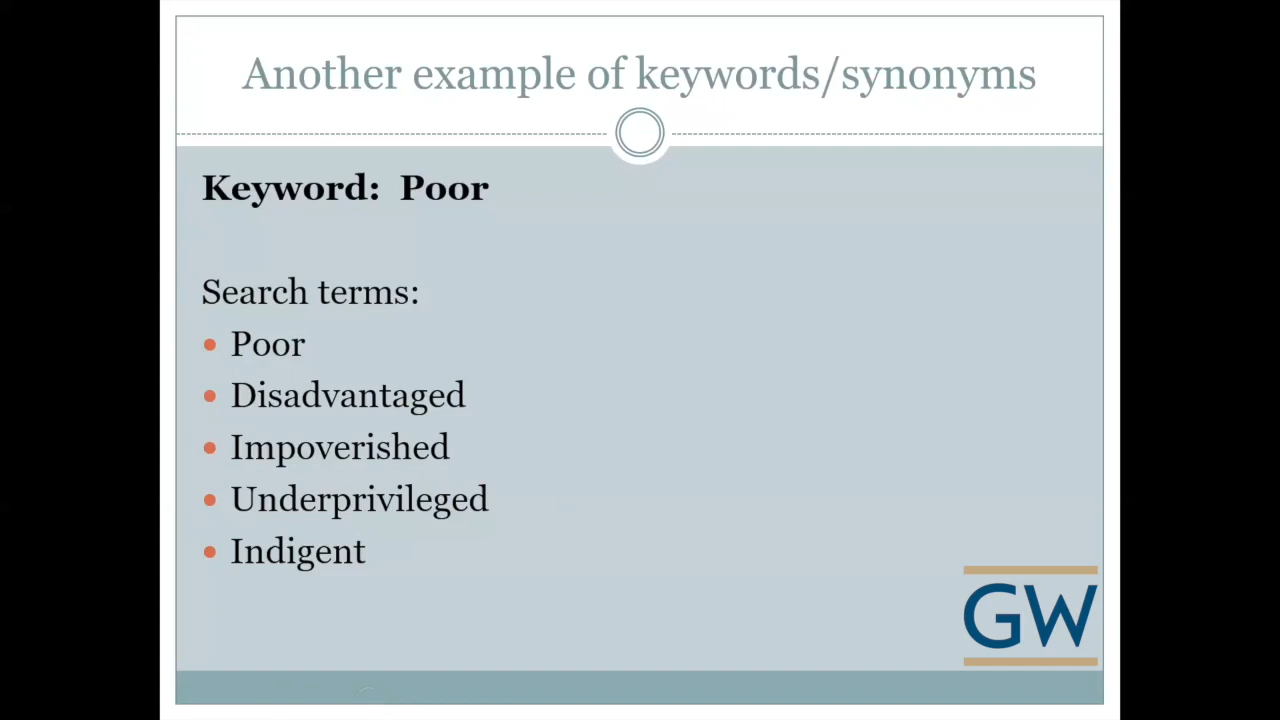 Another example of keywords/synonyms
Keyword: Poor
Search terms:
• Poor
• Disadvantaged
• Impoverished
• Underprivileged
• Indigent
GW